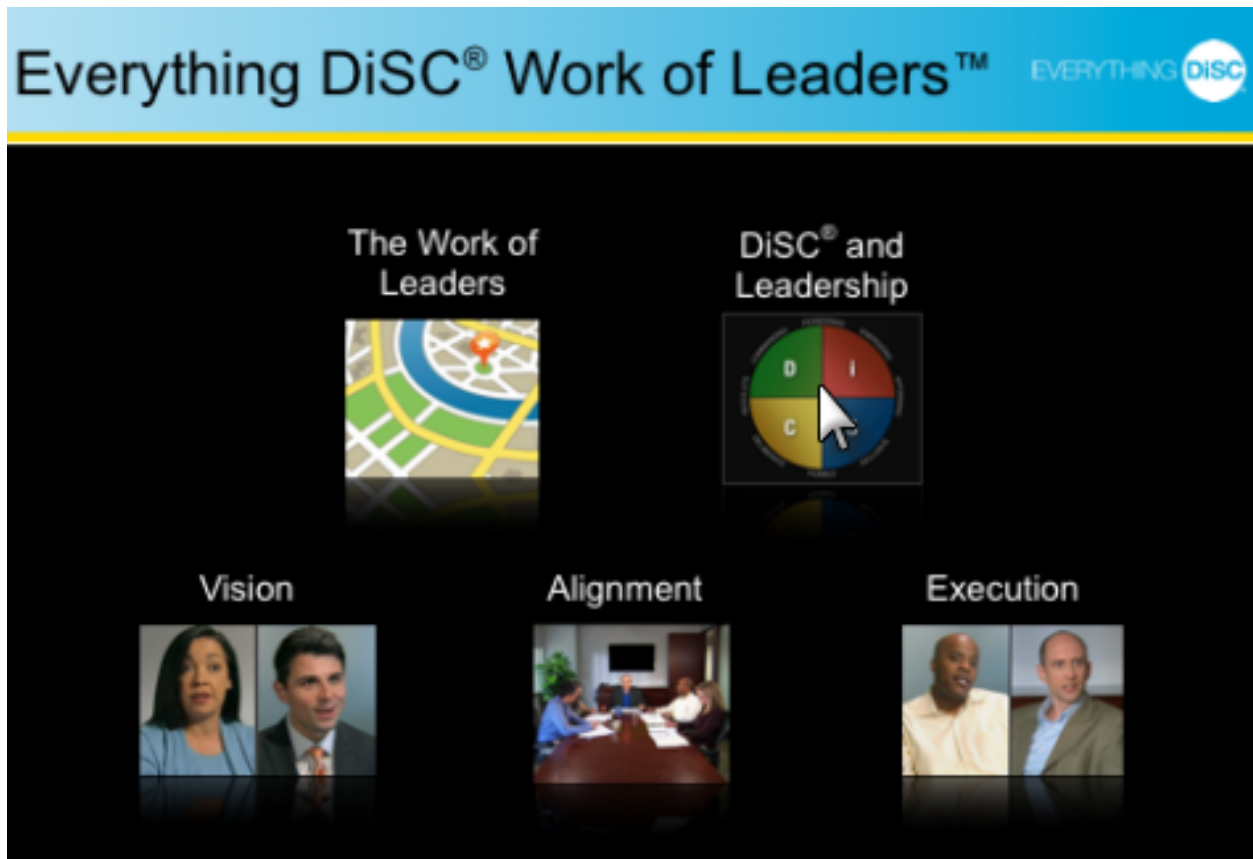 Everything DiSC® Work of Leaders™
EVERYTHING DiSC
The Work of
Leaders
DiSC® and
Leadership
D i
C
Vision
Alignment
Execution